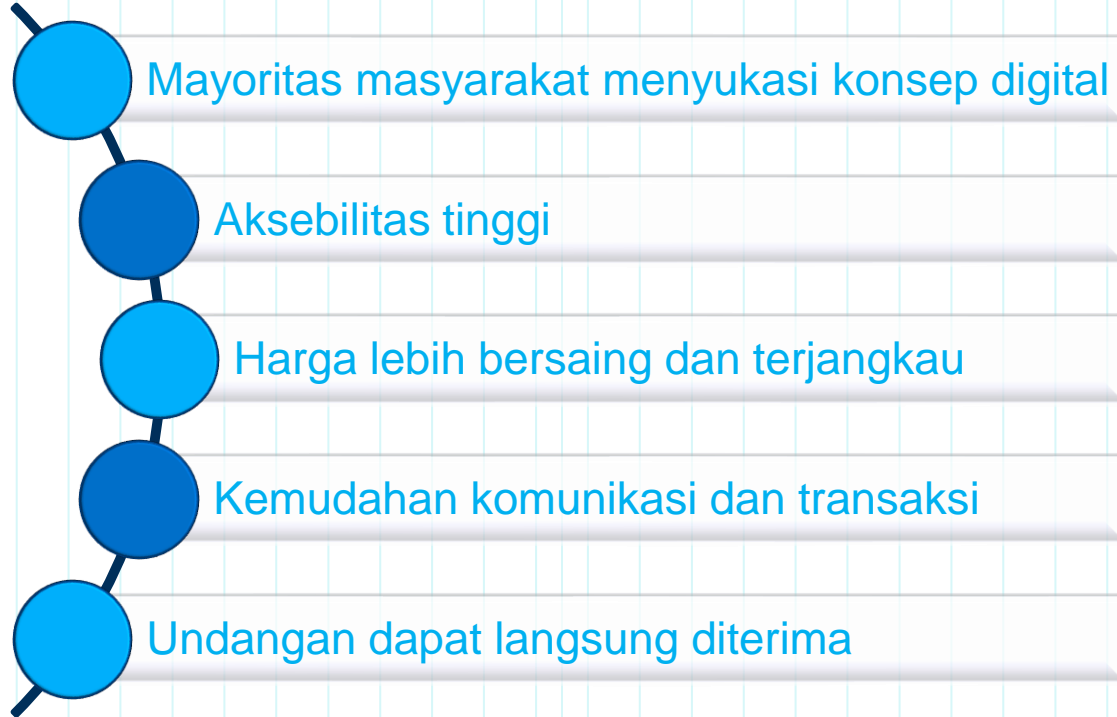 Mayoritas masyarakat menyukasi konsep digital
Aksebilitas tinggi
Harga lebih bersaing dan terjangkau
Kemudahan komunikasi dan transaksi
Undangan dapat langsung diterima